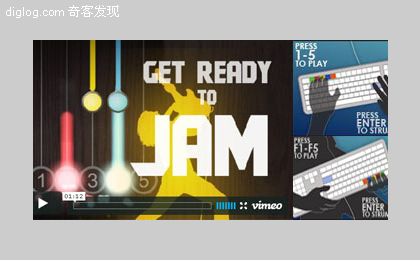 diglog.com 奇客发现
GET READY
TO
JAM
1 3 5
01:12
vimeo
PRESS
1-5
TO PLAY
PRESS
ENTER
TO STRUM
PRESS
F1-F5
TO PLAY
PRESS
ENTER
TO STRUM